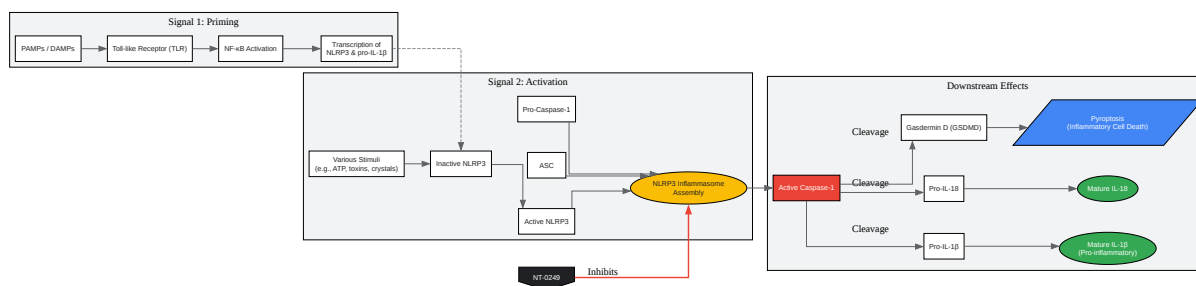 Signal 1: Priming
PAMPs / DAMPs
Toll-like Receptor (TLR)
NF-κB Activation
Transcription of
NLRP3 & pro-IL-1β
Signal 2: Activation
Pro-Caspase-1
Various Stimuli
(e.g., ATP, toxins, crystals)
Inactive NLRP3
ASC
Active NLRP3
NLRP3 Inflammasome
Assembly
NT-0249
Inhibits
Downstream Effects
Active Caspase-1
Cleavage
Gasdermin D (GSDMD)
Pyroptosis
(Inflammatory Cell Death)
Cleavage
Pro-IL-18
Mature IL-18
Cleavage
Pro-IL-1β
Mature IL-1β
(Pro-inflammatory)